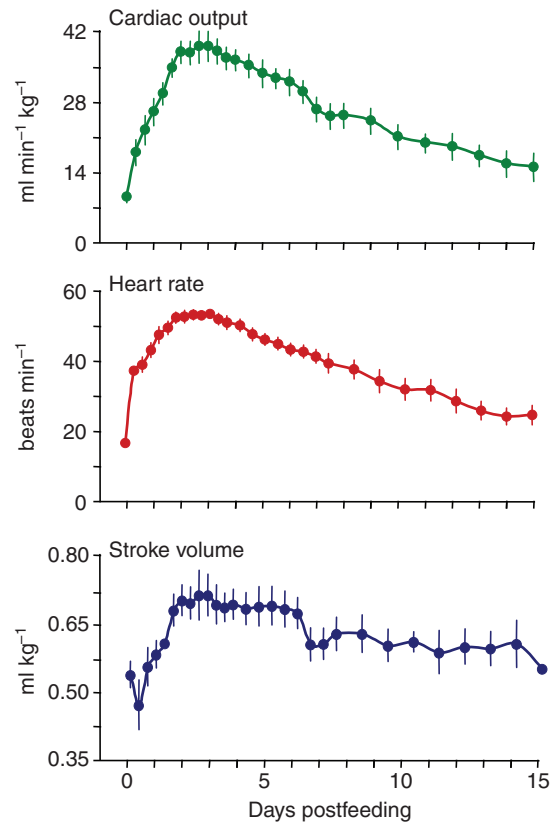 Cardiac output
42
28
14
0
ml min⁻¹ kg⁻¹
Heart rate
60
40
20
0
beats min⁻¹
Stroke volume
0.80
0.65
0.50
0.35
ml kg⁻¹
0 5 10 15
Days postfeeding